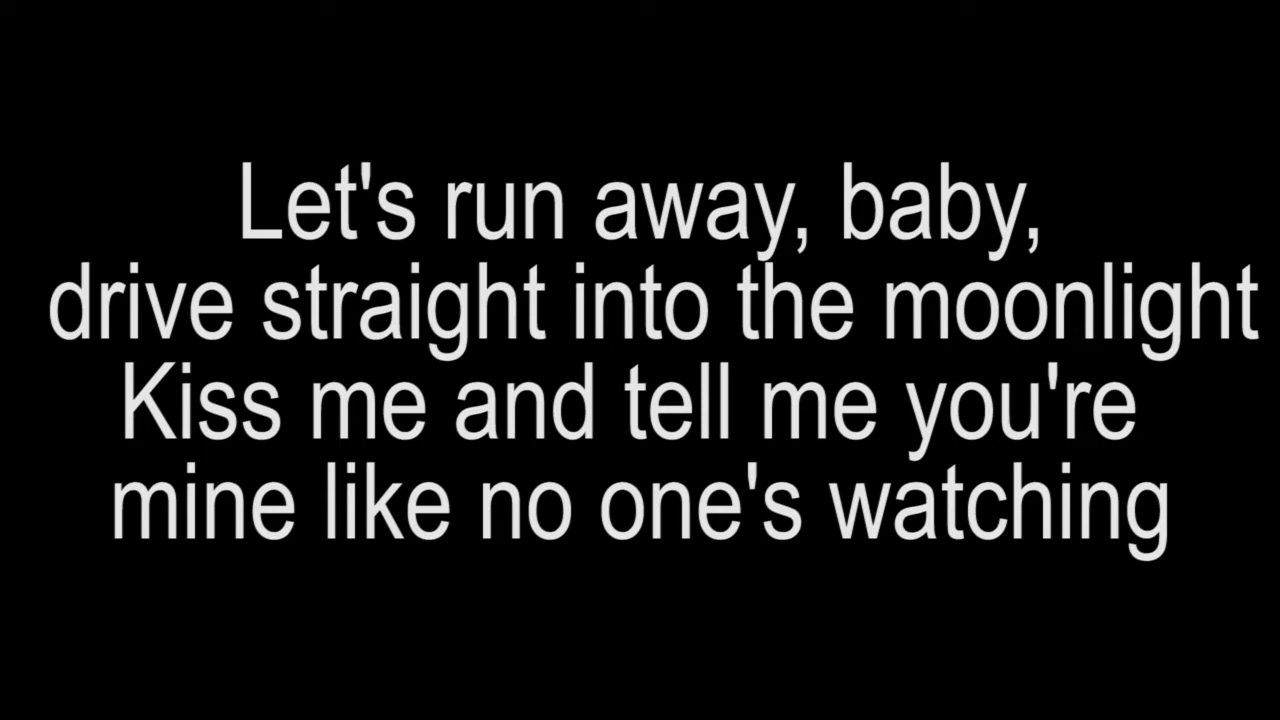 Let's run away, baby,
drive straight into the moonlight
Kiss me and tell me you're
mine like no one's watching